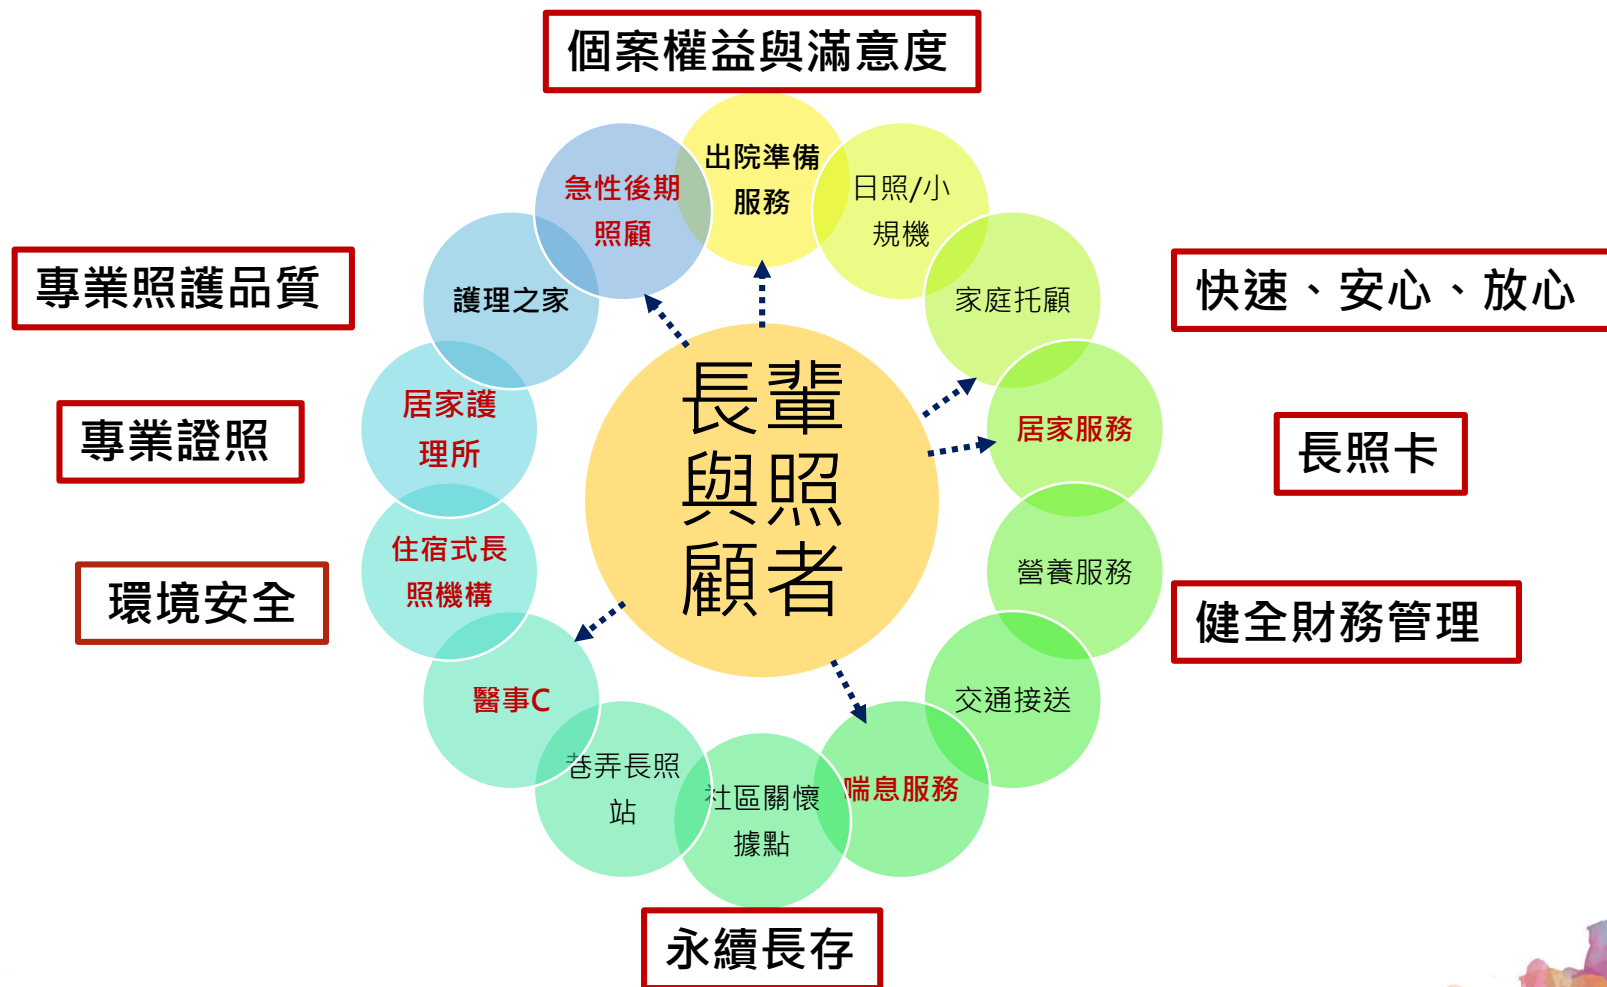 個案權益與滿意度
出院準備
服務
急性後期
照顧
日照/小
規機
護理之家
家庭托顧
專業照護品質
快速、安心、放心
長輩
與照
顧者
居家護
理所
居家服務
專業證照
長照卡
住宿式長
照機構
營養服務
環境安全
健全財務管理
醫事C
交通接送
巷弄長照
站
社區關懷
據點
喘息服務
永續長存